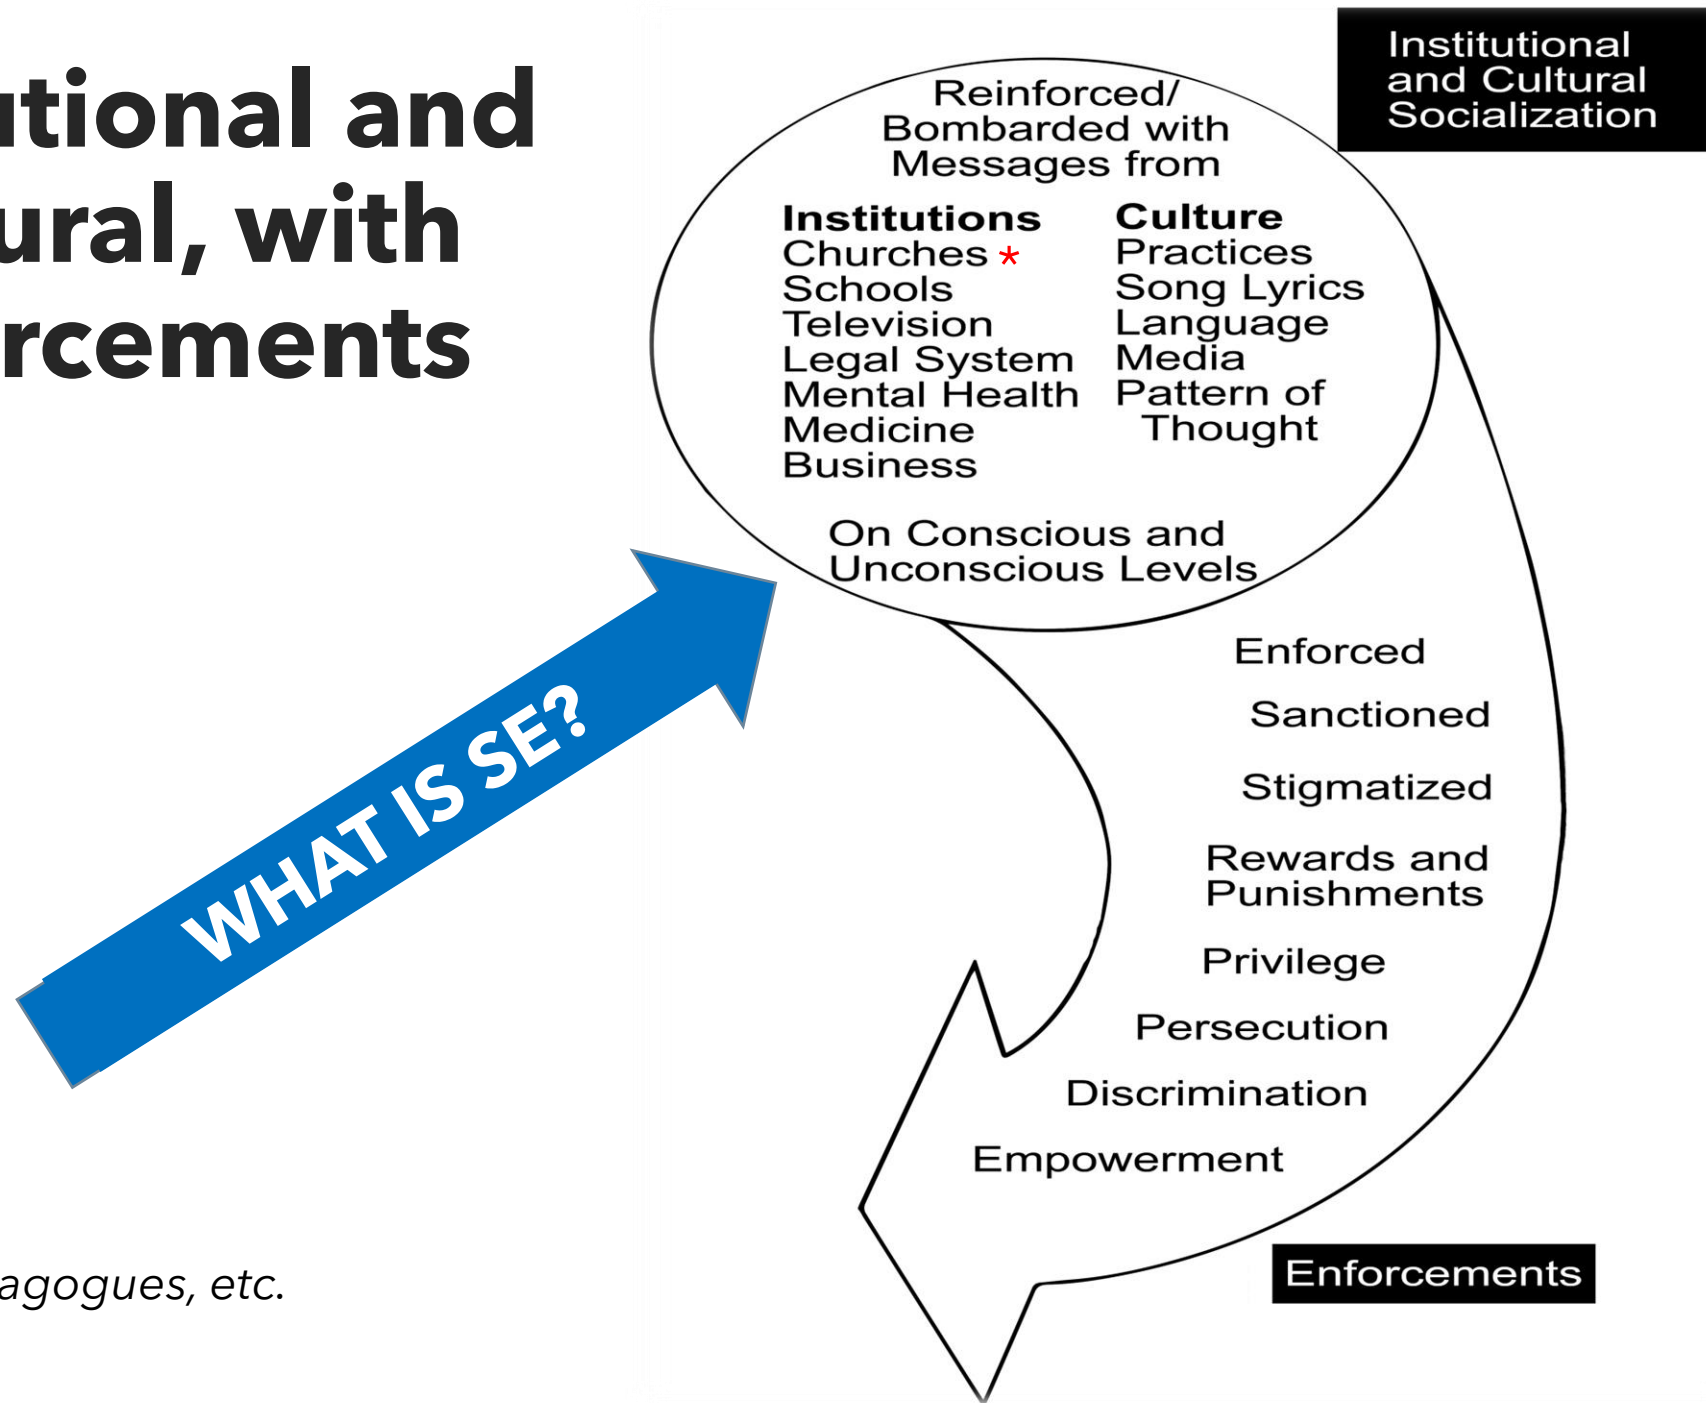 utional and
ural, with
rcements
Institutional
and Cultural
Socialization
Reinforced/
Bombarded with
Messages from
Institutions
Churches *
Schools
Television
Legal System
Mental Health
Medicine
Business
Culture
Practices
Song Lyrics
Language
Media
Pattern of
Thought
On Conscious and
Unconscious Levels
WHAT IS SE?
Enforced
Sanctioned
Stigmatized
Rewards and
Punishments
Privilege
Persecution
Discrimination
Empowerment
Enforcements
agogues, etc.